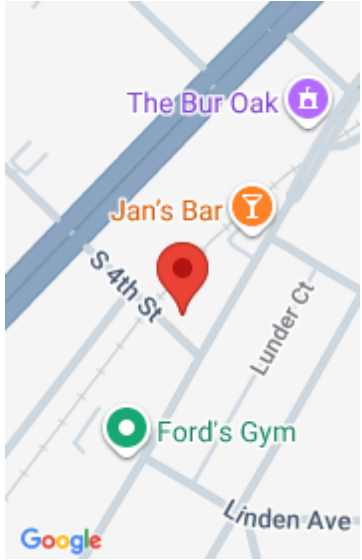 The Bur Oak
Jan's Bar
S 4th St
Lunder Ct
Ford's Gym
Linden Ave
Google